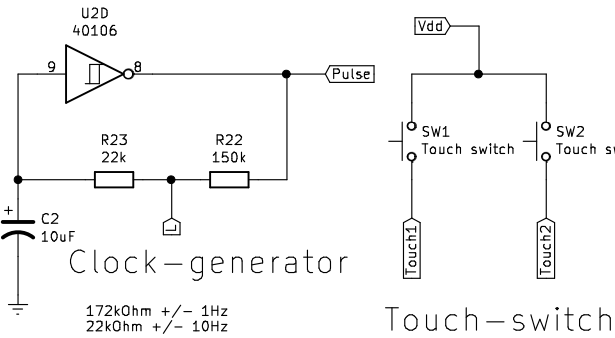 U2D
40106
9
8
Pulse
R23
22k
R22
150k
L
+
C2
10uF
Clock-generator
172kOhm +/- 1Hz
22kOhm +/- 10Hz
Vdd
SW1
Touch switch
SW2
Touch
Touch1
Touch2
Touch-switch